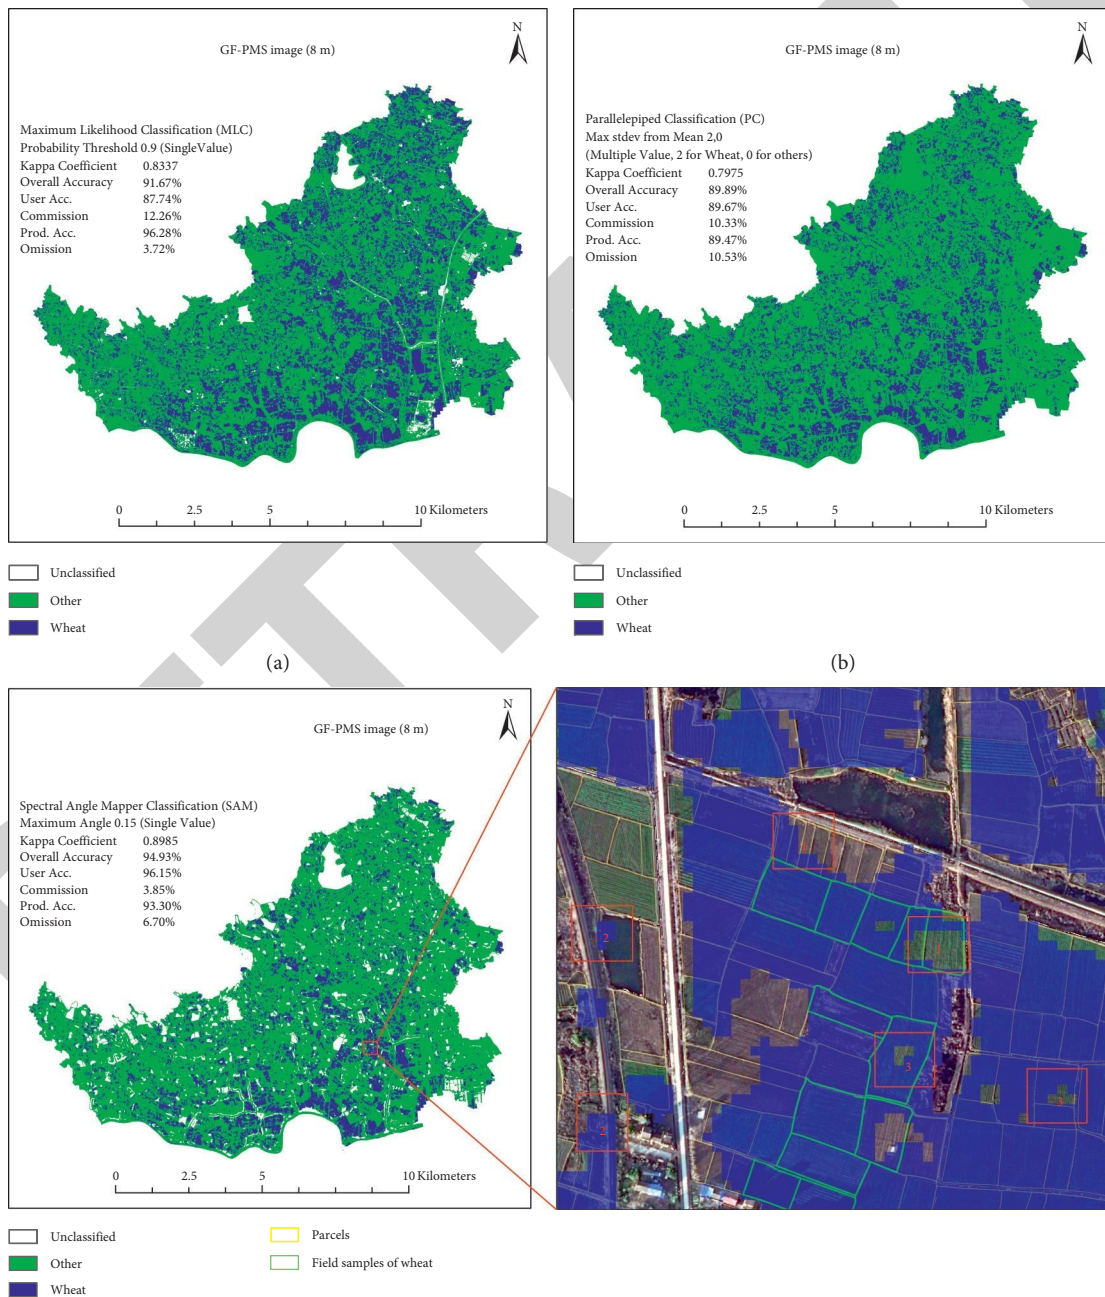 N
GF-PMS image (8 m)
Maximum Likelihood Classification (MLC)
Probability Threshold 0.9 (SingleValue)
Kappa Coefficient 0.8337
Overall Accuracy 91.67%
User Acc. 87.74%
Commission 12.26%
Prod. Acc. 96.28%
Omission 3.72%
0 2.5 5 10 Kilometers
Unclassified
Other
Wheat
(a)
N
GF-PMS image (8 m)
Parallelepiped Classification (PC)
Max stdev from Mean 2,0
(Multiple Value, 2 for Wheat, 0 for others)
Kappa Coefficient 0.7975
Overall Accuracy 89.89%
User Acc. 89.67%
Commission 10.33%
Prod. Acc. 89.47%
Omission 10.53%
0 2.5 5 10 Kilometers
Unclassified
Other
Wheat
(b)
N
GF-PMS image (8 m)
Spectral Angle Mapper Classification (SAM)
Maximum Angle 0.15 (Single Value)
Kappa Coefficient 0.8985
Overall Accuracy 94.93%
User Acc. 96.15%
Commission 3.85%
Prod. Acc. 93.30%
Omission 6.70%
0 2.5 5 10 Kilometers
2
3
2
Unclassified
Other
Wheat
Parcels
Field samples of wheat